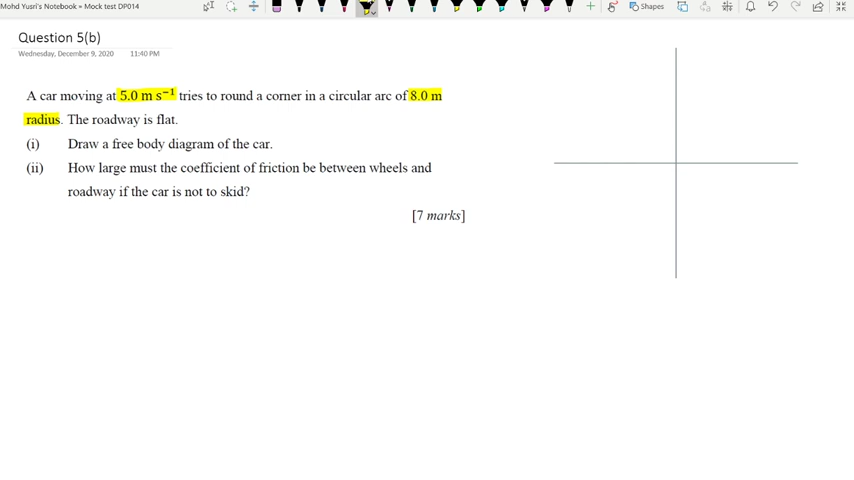 Mohd Yusri's Notebook » Mock test DP014
Shapes
Question 5(b)
Wednesday, December 9, 2020 11:40 PM
A car moving at 5.0 m s⁻¹ tries to round a corner in a circular arc of 8.0 m
radius. The roadway is flat.
(i) Draw a free body diagram of the car.
(ii) How large must the coefficient of friction be between wheels and
roadway if the car is not to skid?
[7 marks]